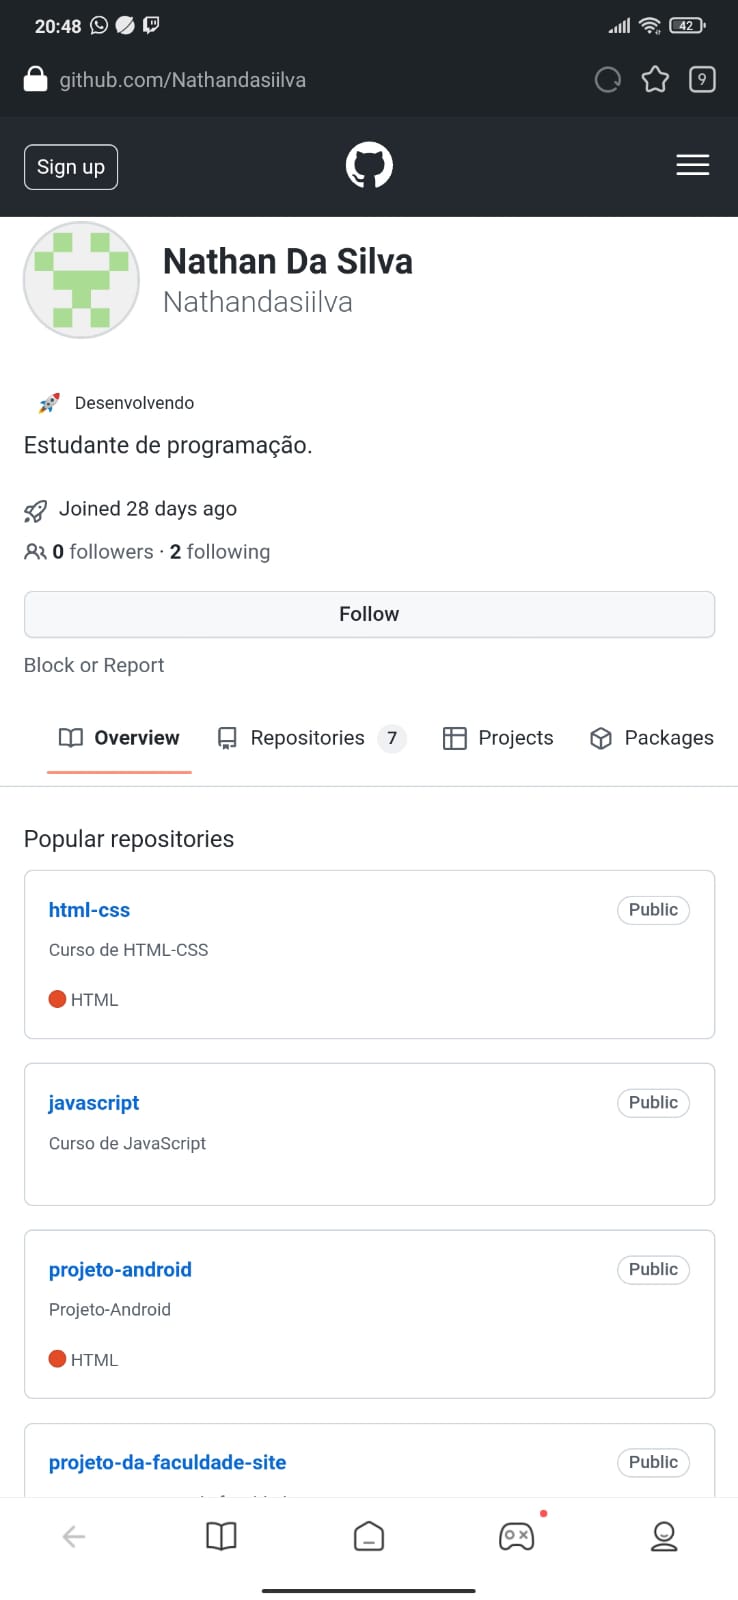 20:48
42
github.com/Nathandasiilva
9
Sign up
Nathan Da Silva
Nathandasiilva
Desenvolvendo
Estudante de programação.
Joined 28 days ago
0 followers · 2 following
Follow
Block or Report
Overview Repositories 7 Projects Packages
Popular repositories
html-css Public
Curso de HTML-CSS
HTML
javascript Public
Curso de JavaScript
projeto-android Public
Projeto-Android
HTML
projeto-da-faculdade-site Public